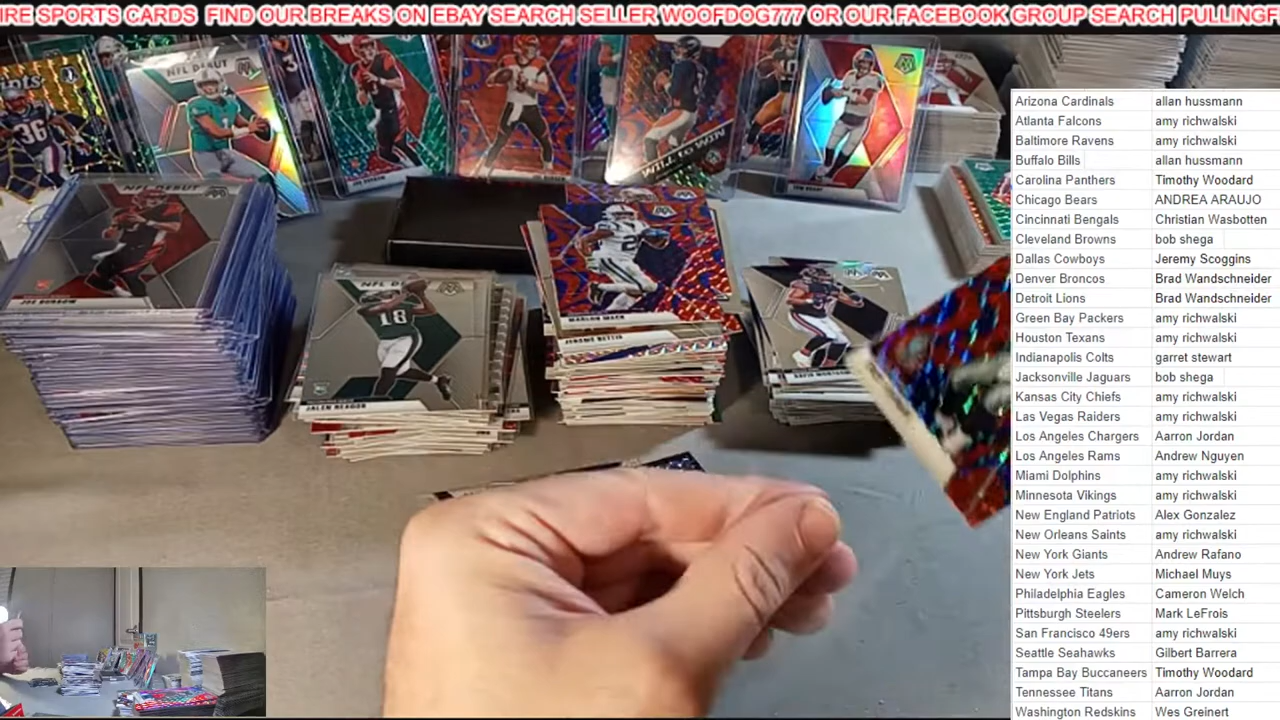 IRE SPORTS CARDS FIND OUR BREAKS ON EBAY SEARCH SELLER WOOFDOG777 OR OUR FACEBOOK GROUP SEARCH PULLINGF
NFL DEBUT
WILL TO WIN
NFL DEBUT
JOE BURROW
NFL D
18
JALEN REAGOR
MARLON MACK
JEROME BETTIS
Arizona Cardinals allan hussmann
Atlanta Falcons amy richwalski
Baltimore Ravens amy richwalski
Buffalo Bills allan hussmann
Carolina Panthers Timothy Woodard
Chicago Bears ANDREA ARAUJO
Cincinnati Bengals Christian Wasbotten
Cleveland Browns bob shega
Dallas Cowboys Jeremy Scoggins
Denver Broncos Brad Wandschneider
Detroit Lions Brad Wandschneider
Green Bay Packers amy richwalski
Houston Texans amy richwalski
Indianapolis Colts garret stewart
Jacksonville Jaguars bob shega
Kansas City Chiefs amy richwalski
Las Vegas Raiders amy richwalski
Los Angeles Chargers Aarron Jordan
Los Angeles Rams Andrew Nguyen
Miami Dolphins amy richwalski
Minnesota Vikings amy richwalski
New England Patriots Alex Gonzalez
New Orleans Saints amy richwalski
New York Giants Andrew Rafano
New York Jets Michael Muys
Philadelphia Eagles Cameron Welch
Pittsburgh Steelers Mark LeFrois
San Francisco 49ers amy richwalski
Seattle Seahawks Gilbert Barrera
Tampa Bay Buccaneers Timothy Woodard
Tennessee Titans Aarron Jordan
Washington Redskins Wes Greinert